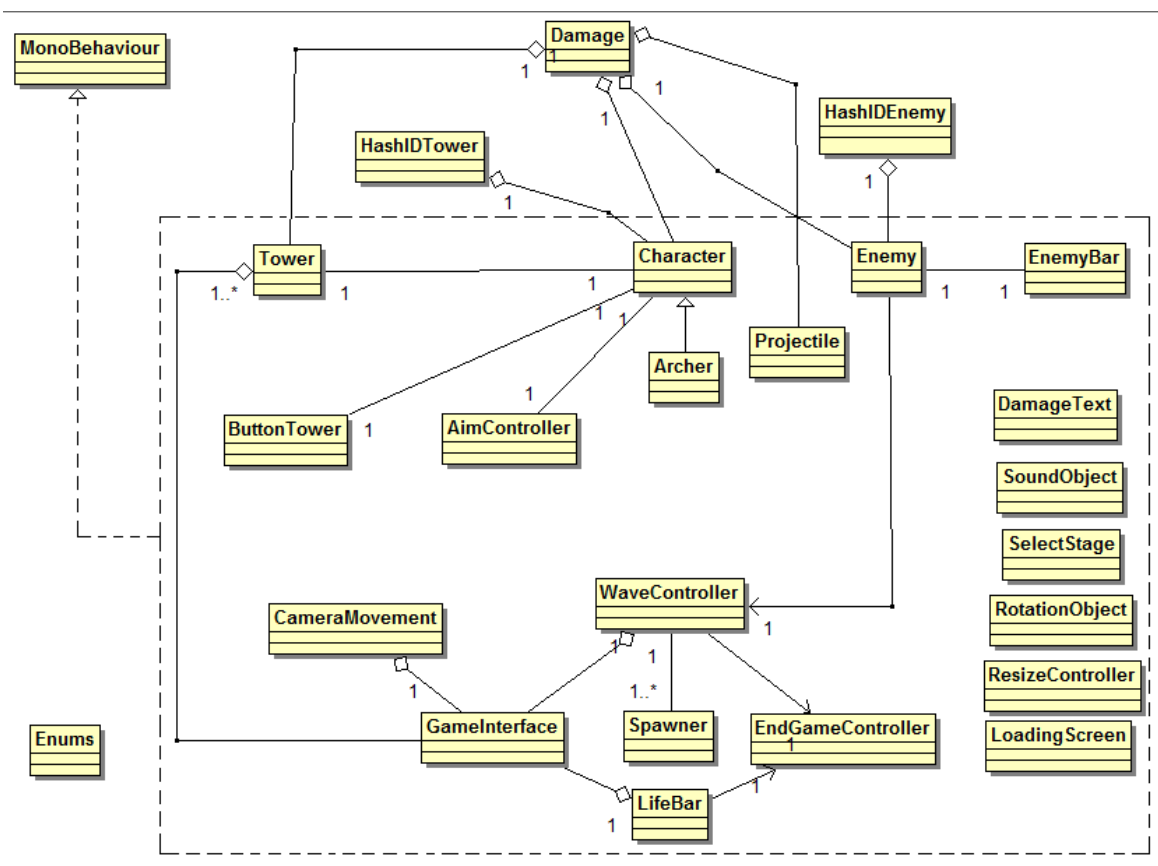 Damage
MonoBehaviour
1
1
1
HashIDEnemy
1
HashIDTower
1
1
1
Tower
Character
Enemy
EnemyBar
1..*
1
1
1
1
1
1
Projectile
Archer
1
DamageText
ButtonTower
1
AimController
SoundObject
SelectStage
WaveController
CameraMovement
RotationObject
1
1
1
1
ResizeController
1..*
GameInterface
Spawner
EndGameController
Enums
LoadingScreen
1
1
LifeBar
1